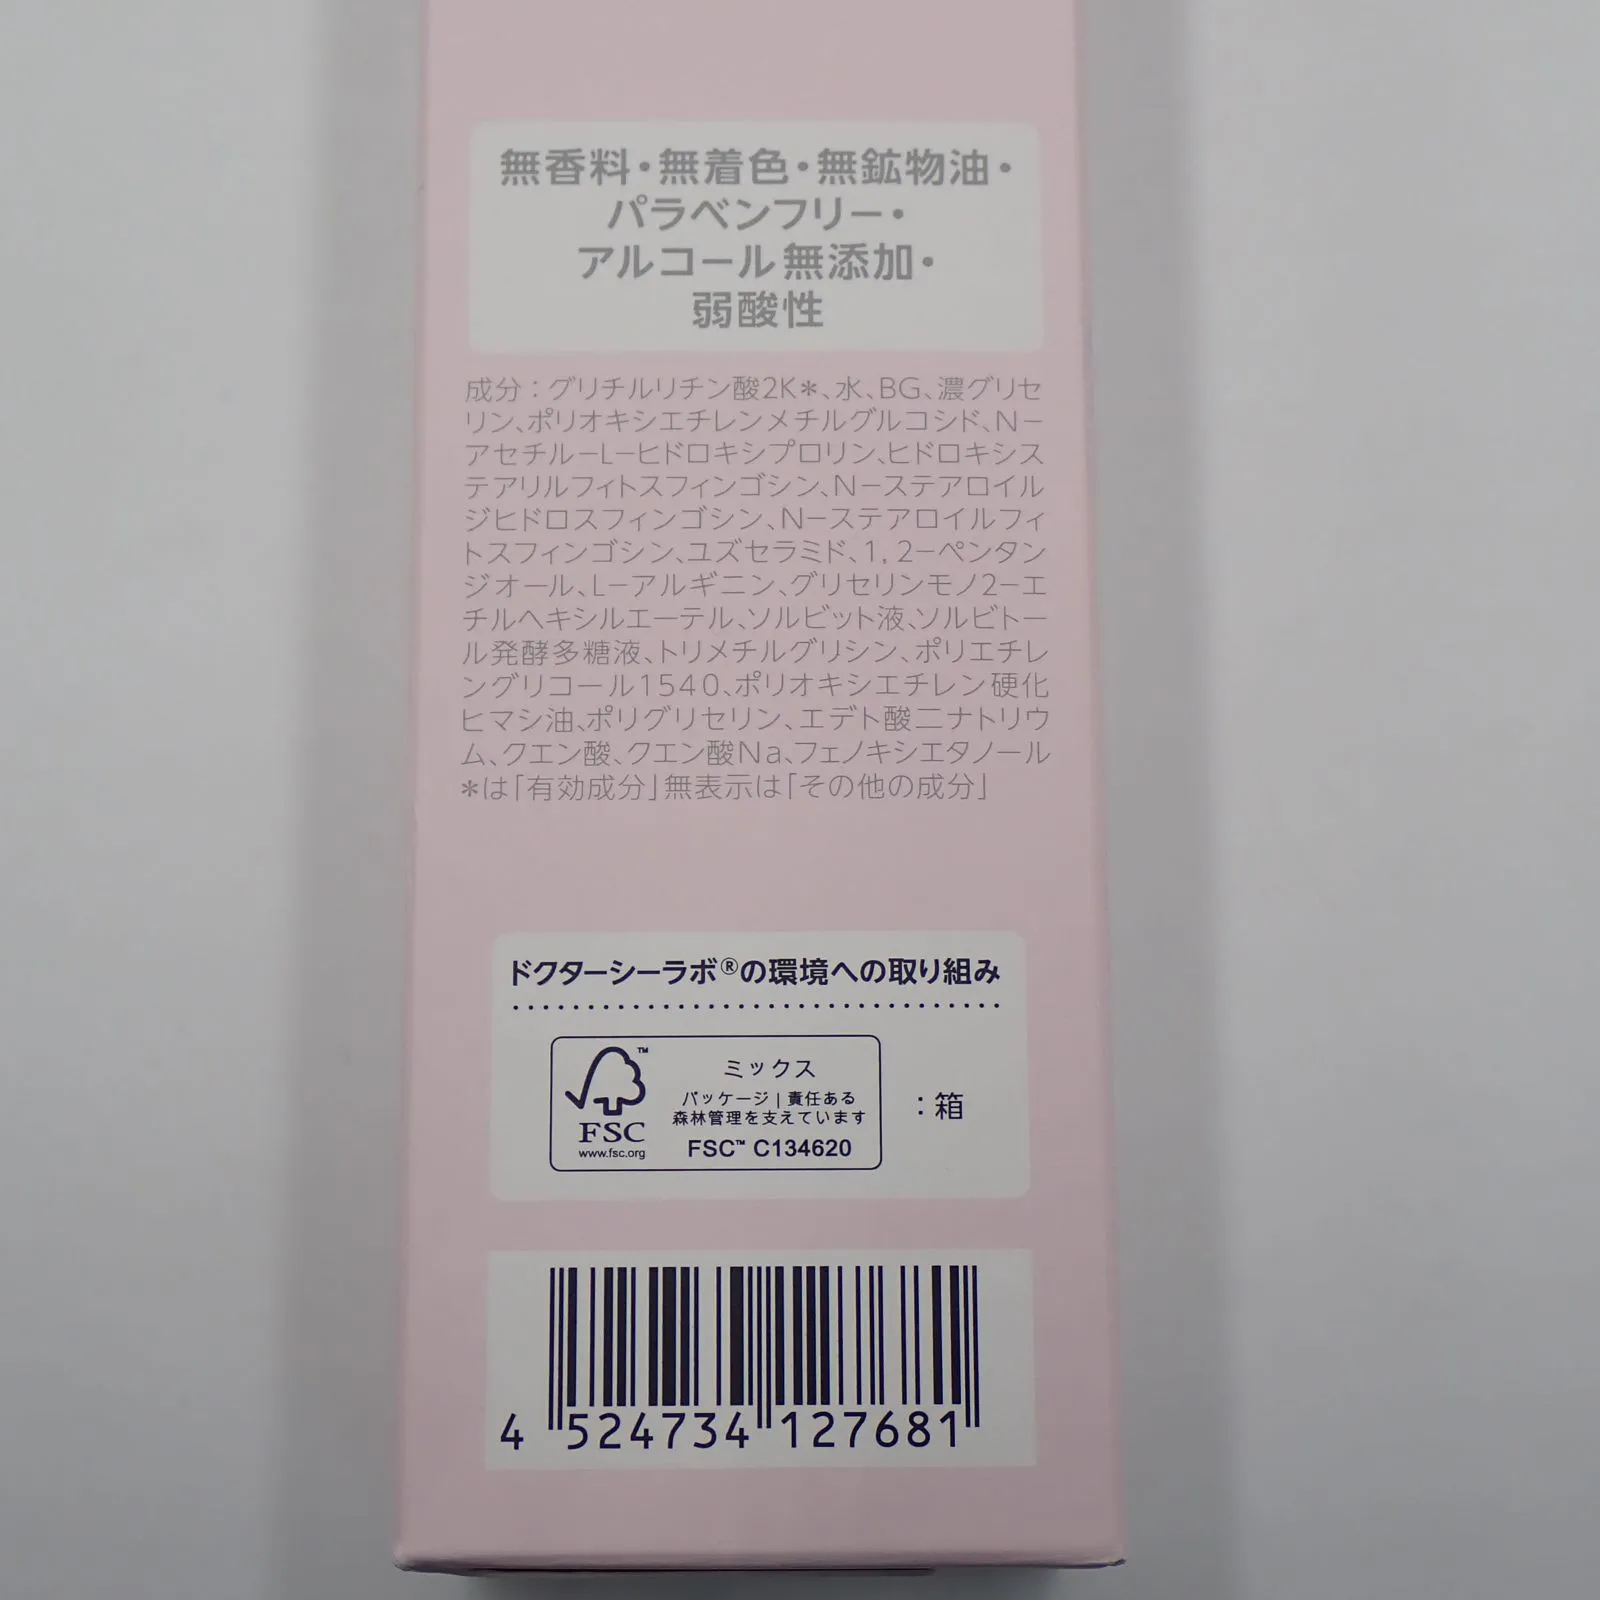 無香料・無着色・無鉱物油・
パラベンフリー・
アルコール無添加・
弱酸性
成分：グリチルリチン酸2K＊、水、BG、濃グリセ
リン、ポリオキシエチレンメチルグルコシド、N－
アセチル－L－ヒドロキシプロリン、ヒドロキシス
テアリルフィトスフィンゴシン、N－ステアロイル
ジヒドロスフィンゴシン、N－ステアロイルフィ
トスフィンゴシン、ユズセラミド、1，2－ペンタン
ジオール、L－アルギニン、グリセリンモノ2－エ
チルヘキシルエーテル、ソルビット液、ソルビトー
ル発酵多糖液、トリメチルグリシン、ポリエチレ
ングリコール1540、ポリオキシエチレン硬化
ヒマシ油、ポリグリセリン、エデト酸二ナトリウ
ム、クエン酸、クエン酸Na、フェノキシエタノール
＊は「有効成分」無表示は「その他の成分」
ドクターシーラボ®の環境への取り組み
ミックス
パッケージ｜責任ある
森林管理を支えています
FSC™ C134620
FSC
www.fsc.org
：箱
4 524734 127681